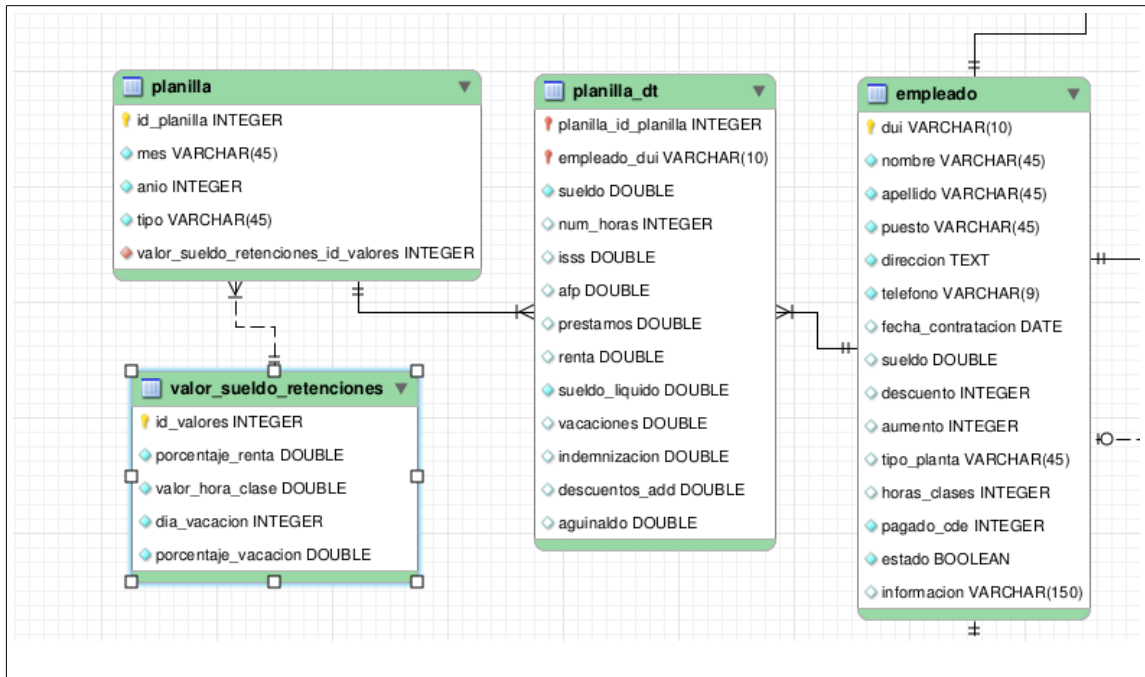 planilla
id_planilla INTEGER
mes VARCHAR(45)
anio INTEGER
tipo VARCHAR(45)
valor_sueldo_retenciones_id_valores INTEGER
valor_sueldo_retenciones
id_valores INTEGER
porcentaje_renta DOUBLE
valor_hora_clase DOUBLE
dia_vacacion INTEGER
porcentaje_vacacion DOUBLE
planilla_dt
planilla_id_planilla INTEGER
empleado_dui VARCHAR(10)
sueldo DOUBLE
num_horas INTEGER
isss DOUBLE
afp DOUBLE
prestamos DOUBLE
renta DOUBLE
sueldo_liquido DOUBLE
vacaciones DOUBLE
indemnizacion DOUBLE
descuentos_add DOUBLE
aguinaldo DOUBLE
empleado
dui VARCHAR(10)
nombre VARCHAR(45)
apellido VARCHAR(45)
puesto VARCHAR(45)
direccion TEXT
telefono VARCHAR(9)
fecha_contratacion DATE
sueldo DOUBLE
descuento INTEGER
aumento INTEGER
tipo_planta VARCHAR(45)
horas_clases INTEGER
pagado_cde INTEGER
estado BOOLEAN
informacion VARCHAR(150)